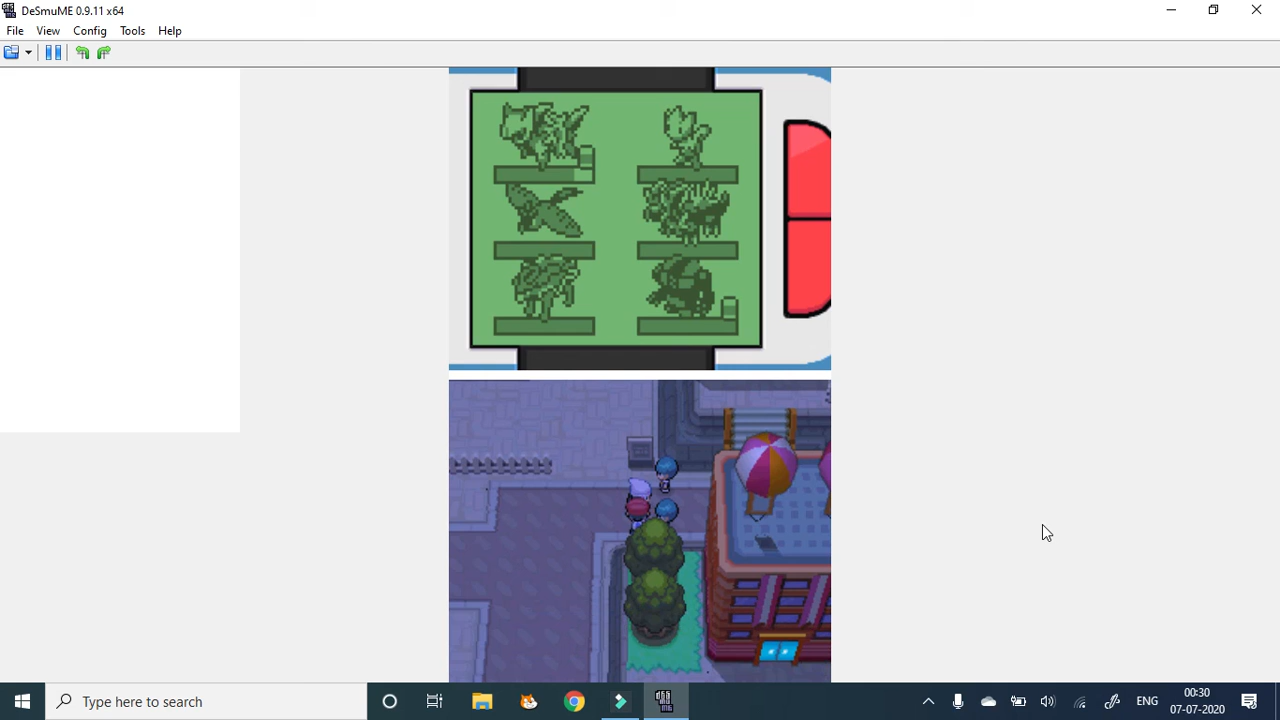 DeSmuME 0.9.11 x64
File View Config Tools Help
Type here to search
ENG
00:30
07-07-2020